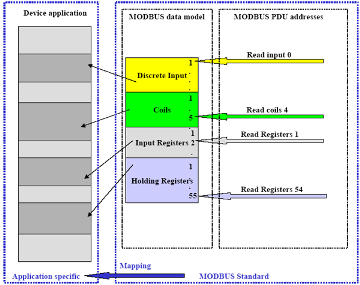 Device application
MODBUS data model
MODBUS PDU addresses
1
.
.
.
Discrete Input
Read input 0
1
.
.
5
Coils
Read coils 4
1
Input Registers 2
.
Read Registers 1
1
.
Holding Registers
.
55
Read Registers 54
Mapping
Application specific
MODBUS Standard